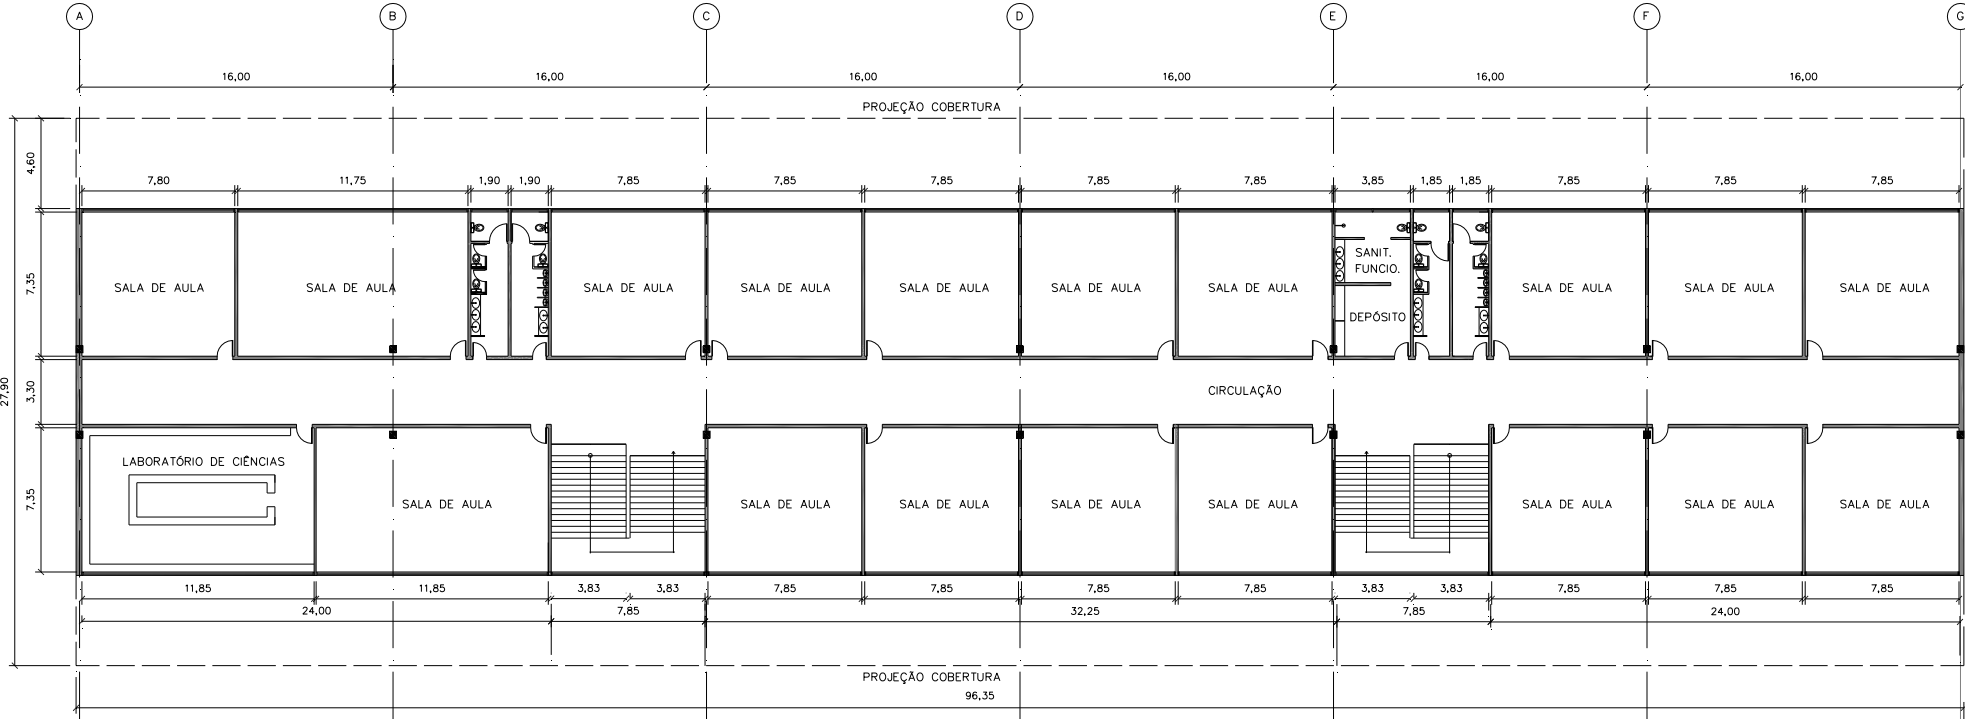 A B C D E F G
16,00 16,00 16,00 16,00 16,00 16,00
PROJEÇÃO COBERTURA
4,60
7,80 11,75 1,90 1,90 7,85 7,85 7,85 7,85 7,85 3,85 1,85 1,85 7,85 7,85 7,85
7,35
SANIT.
FUNCIO.
SALA DE AULA SALA DE AULA SALA DE AULA SALA DE AULA SALA DE AULA SALA DE AULA SALA DE AULA SALA DE AULA SALA DE AULA SALA DE AULA
DEPÓSITO
27,90
3,30
CIRCULAÇÃO
LABORATÓRIO DE CIÊNCIAS
7,35
SALA DE AULA SALA DE AULA SALA DE AULA SALA DE AULA SALA DE AULA SALA DE AULA SALA DE AULA SALA DE AULA
11,85 11,85 3,83 3,83 7,85 7,85 7,85 7,85 3,83 3,83 7,85 7,85 7,85
24,00 7,85 32,25 7,85 24,00
PROJEÇÃO COBERTURA
96,35